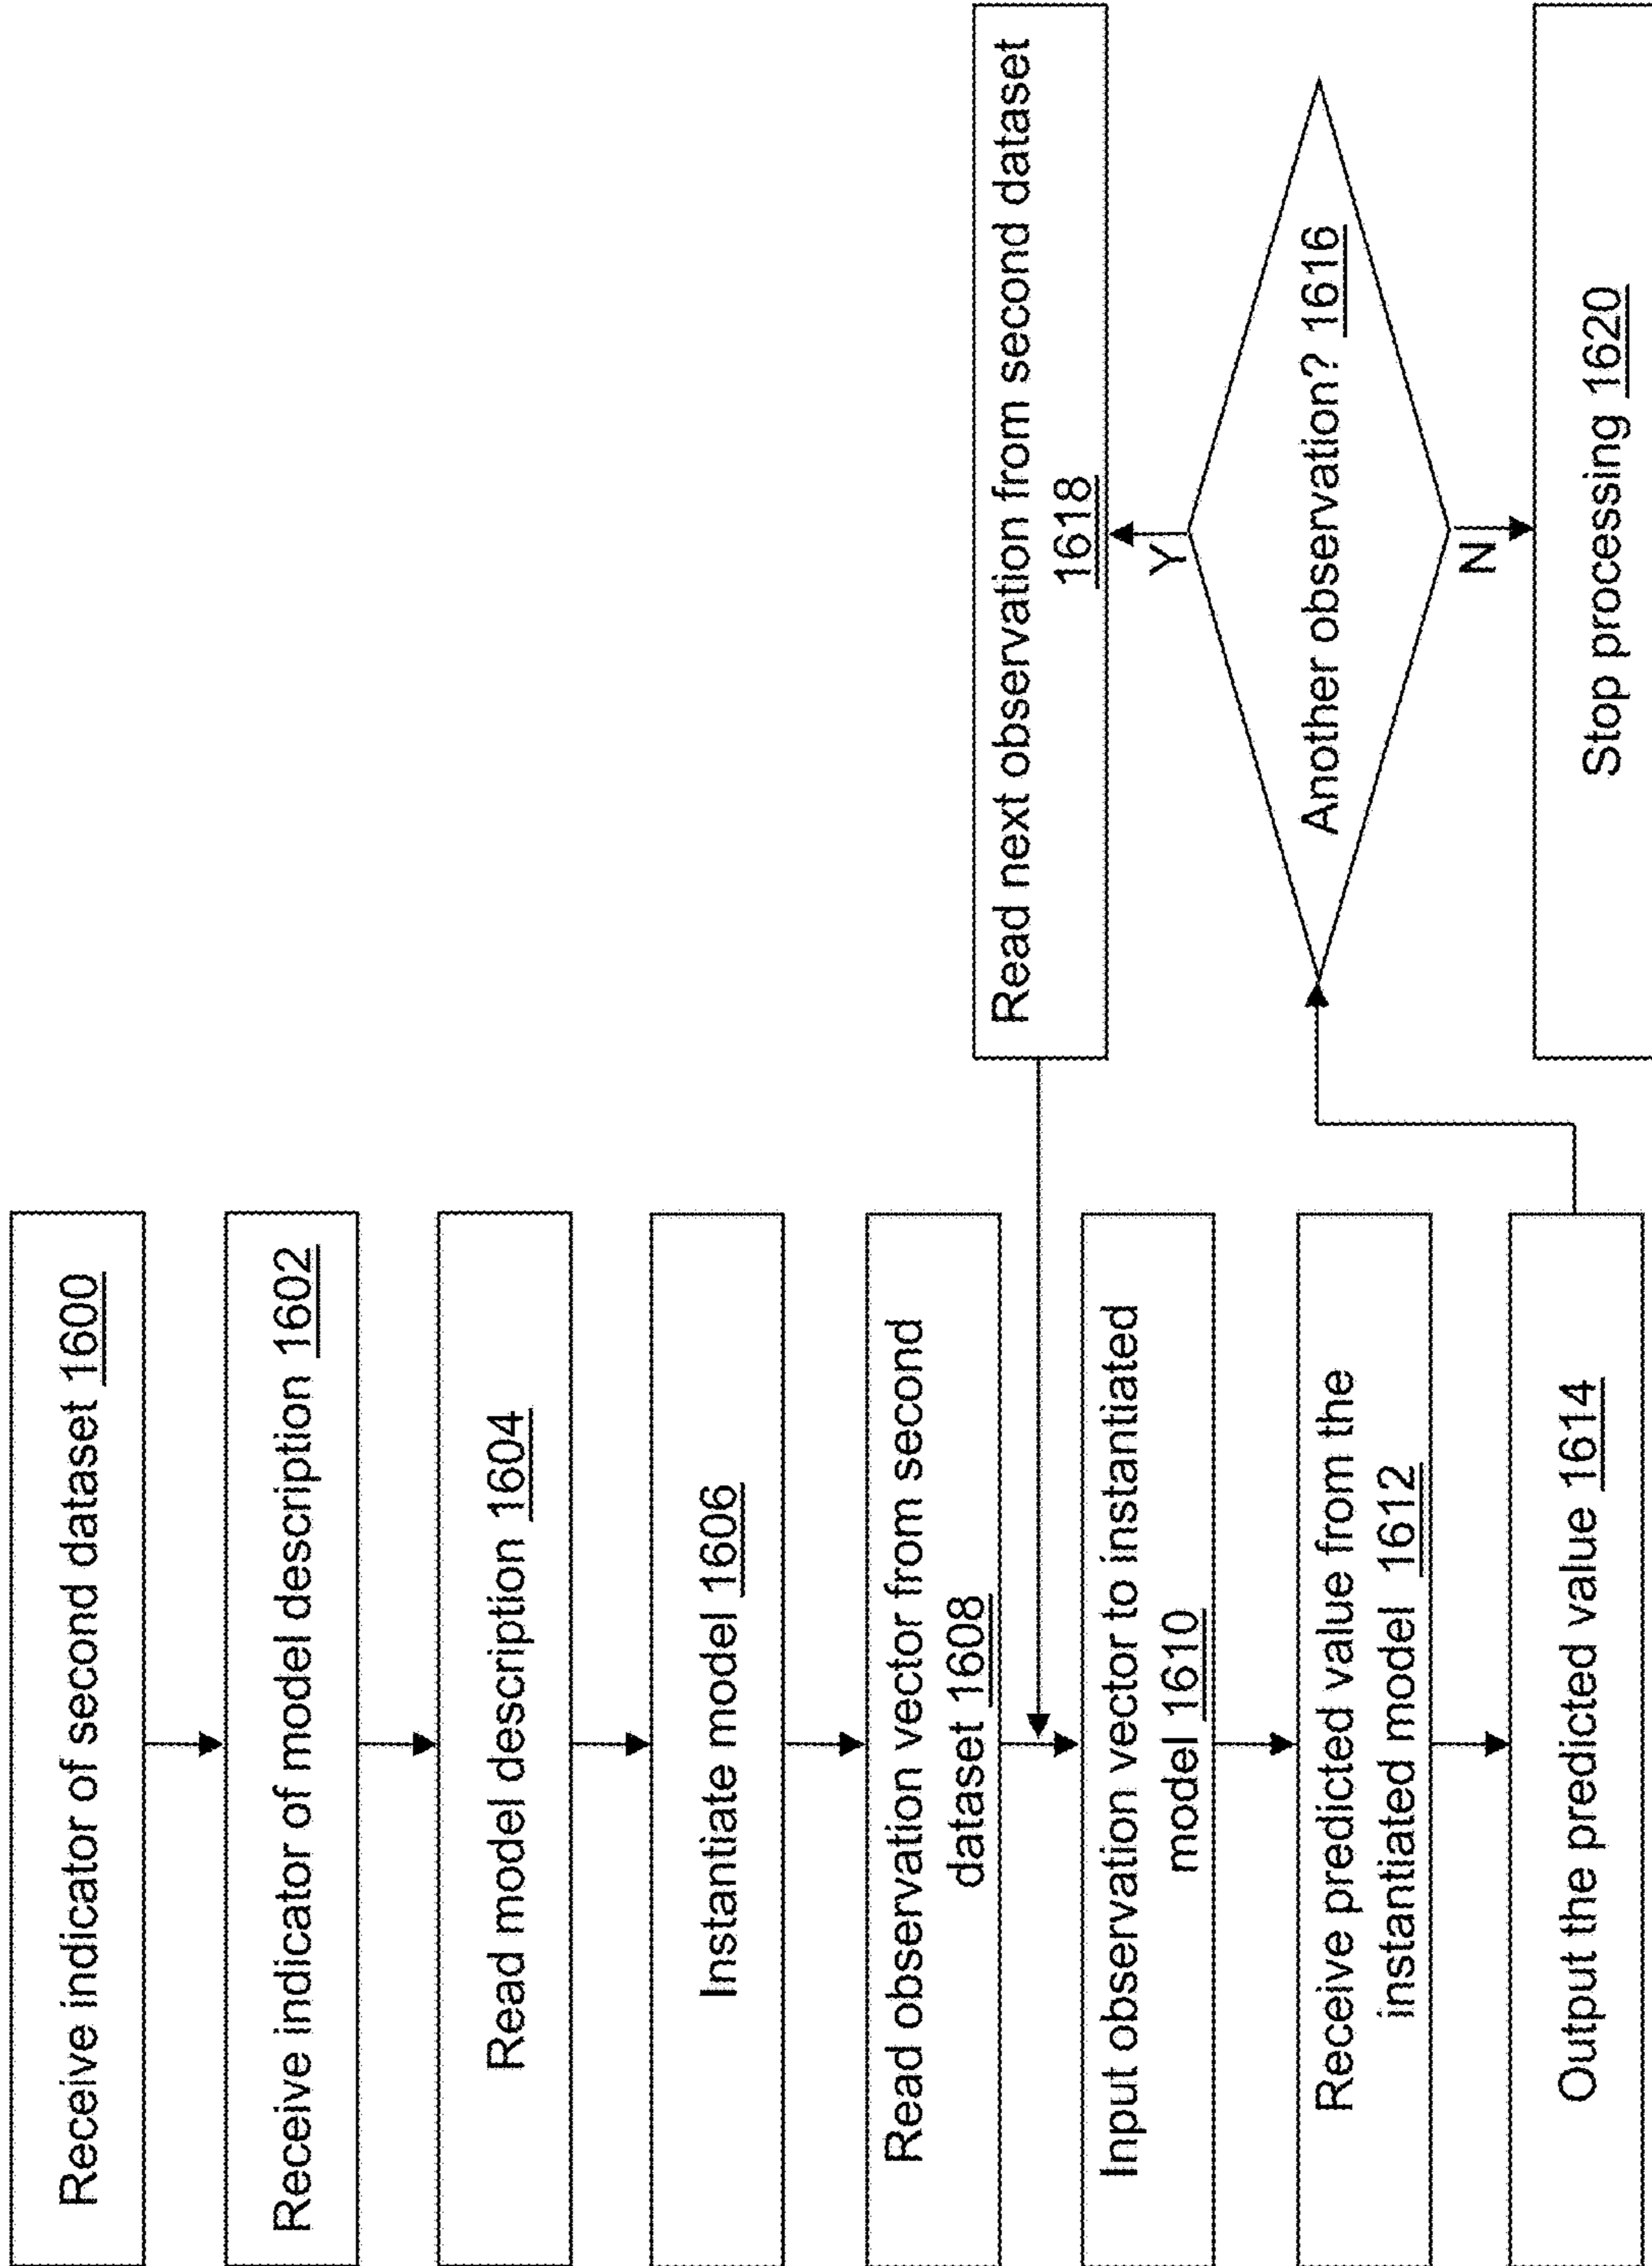 Receive indicator of second dataset 1600
Receive indicator of model description 1602
Read model description 1604
Instantiate model 1606
Read observation vector from second
dataset 1608
Input observation vector to instantiated
model 1610
Receive predicted value from the
instantiated model 1612
Output the predicted value 1614
Read next observation from second dataset
1618
Y
Another observation? 1616
N
Stop processing 1620